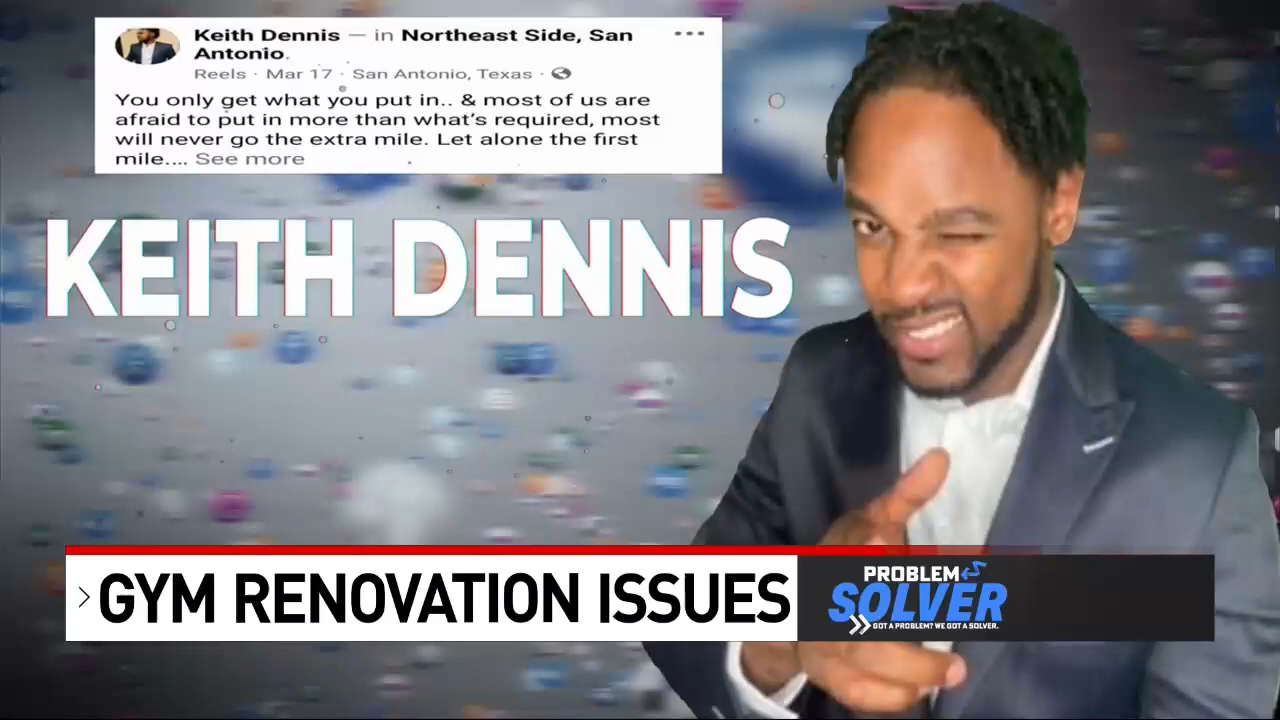 Keith Dennis — in Northeast Side, San
Antonio.
Reels · Mar 17 · San Antonio, Texas ·
You only get what you put in.. & most of us are
afraid to put in more than what's required, most
will never go the extra mile. Let alone the first
mile.... See more
KEITH DENNIS
GYM RENOVATION ISSUES
PROBLEM
SOLVER
GOT A PROBLEM? WE GOT A SOLVER.